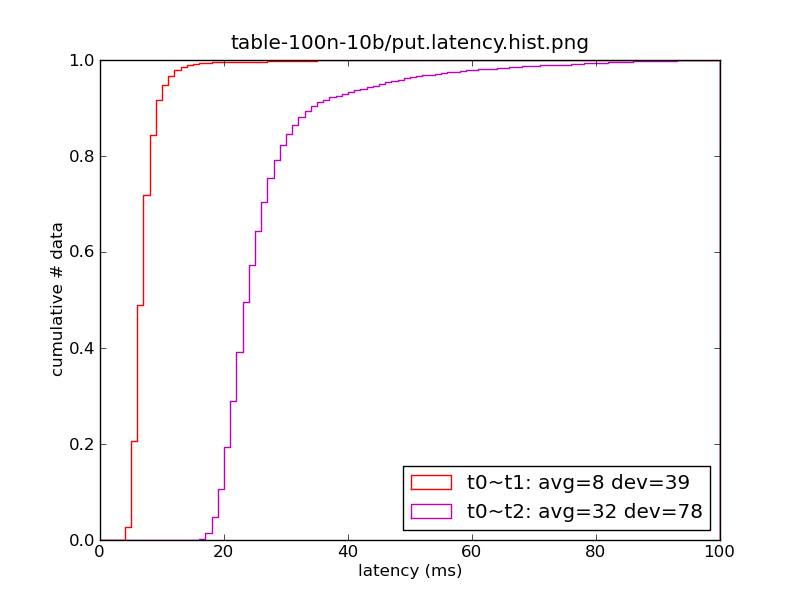 table-100n-10b/put.latency.hist.png
1.0
0.8
0.6
0.4
0.2
0.0
cumulative # data
t0~t1: avg=8 dev=39
t0~t2: avg=32 dev=78
0 20 40 60 80 100
latency (ms)